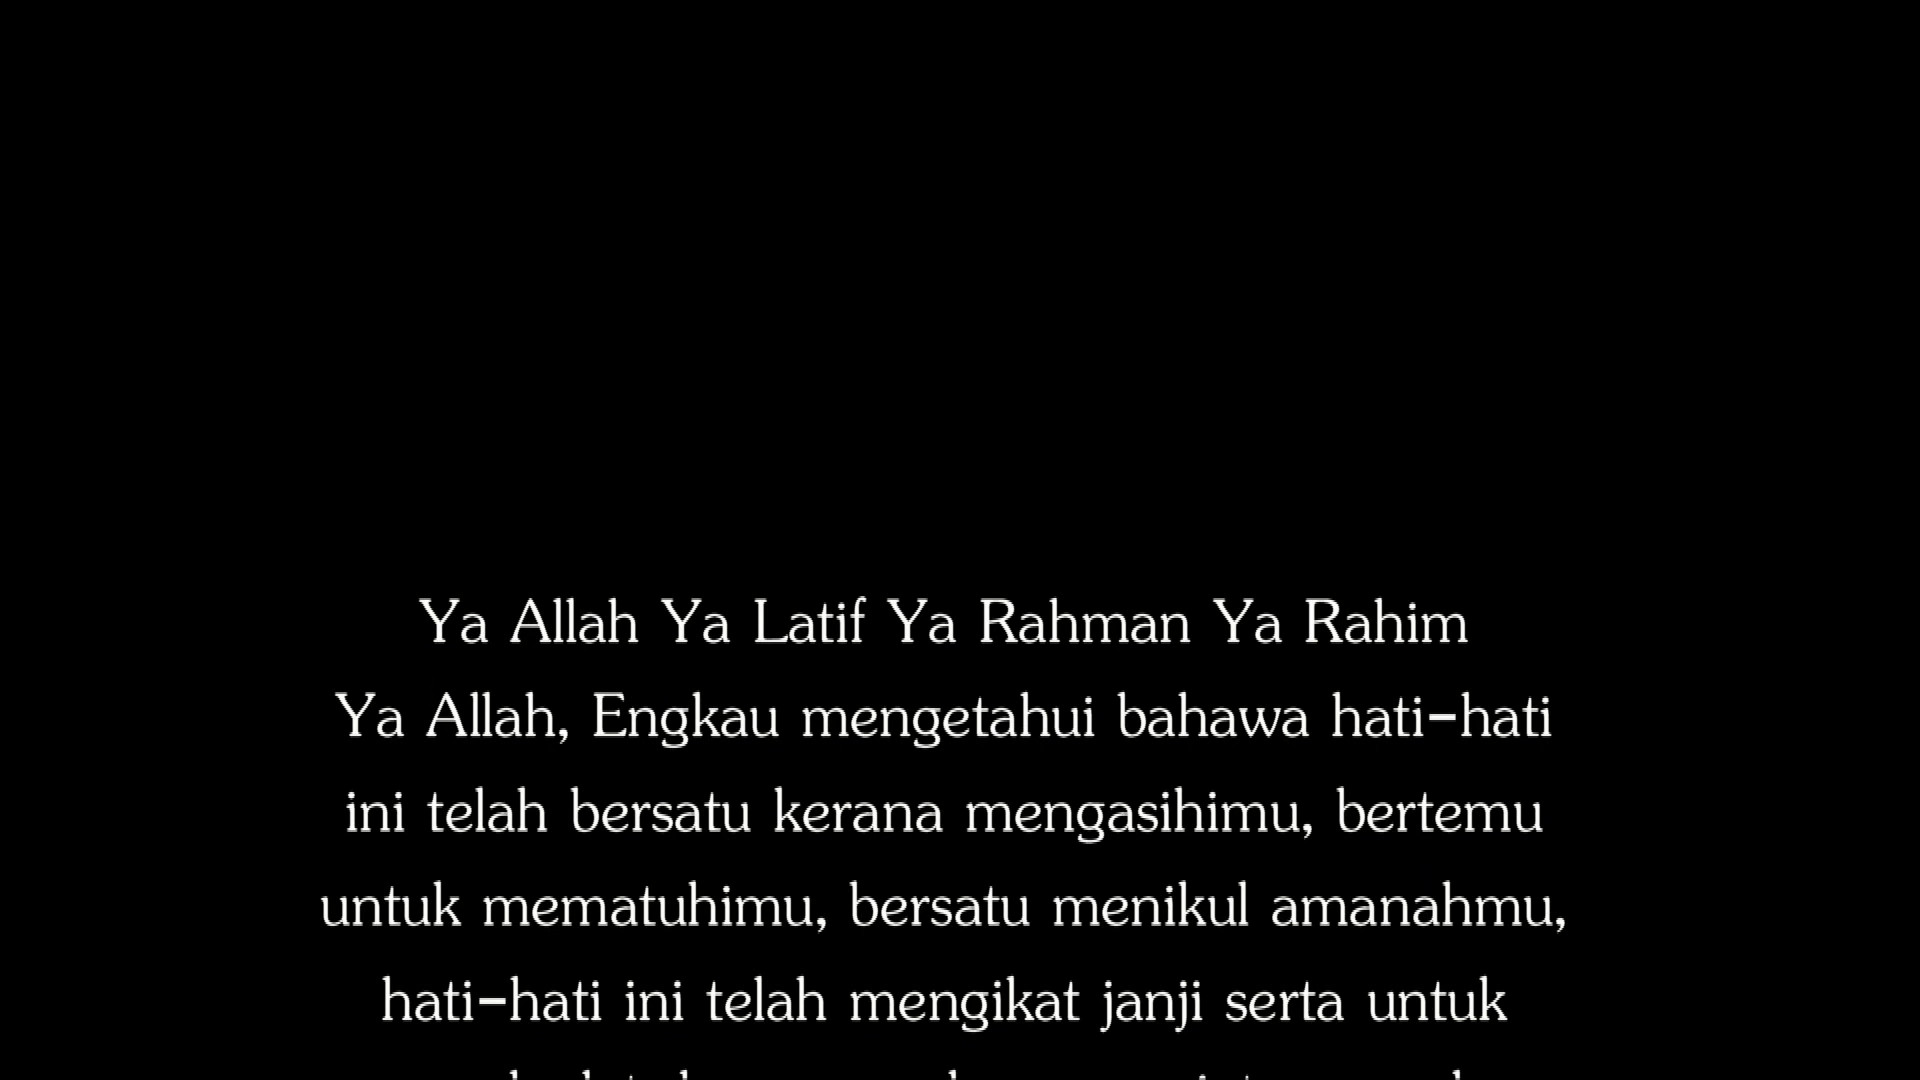 Ya Allah Ya Latif Ya Rahman Ya Rahim
Ya Allah, Engkau mengetahui bahawa hati-hati
ini telah bersatu kerana mengasihimu, bertemu
untuk mematuhimu, bersatu menikul amanahmu,
hati-hati ini telah mengikat janji serta untuk